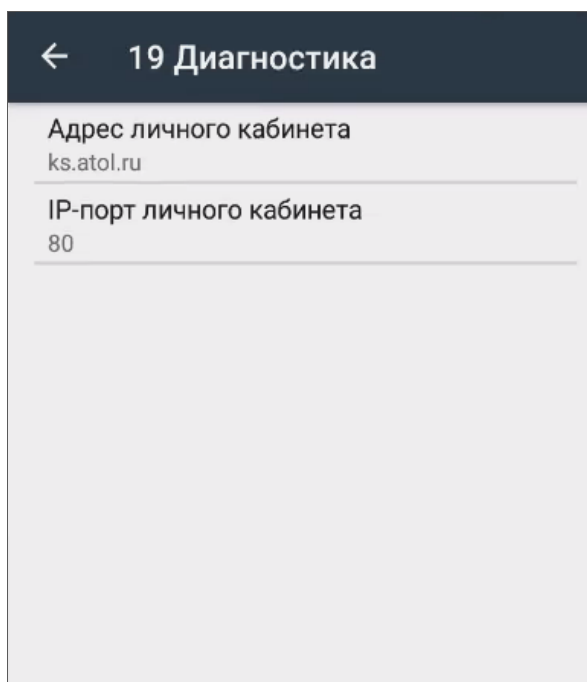 19 Диагностика
Адрес личного кабинета
ks.atol.ru
IP-порт личного кабинета
80